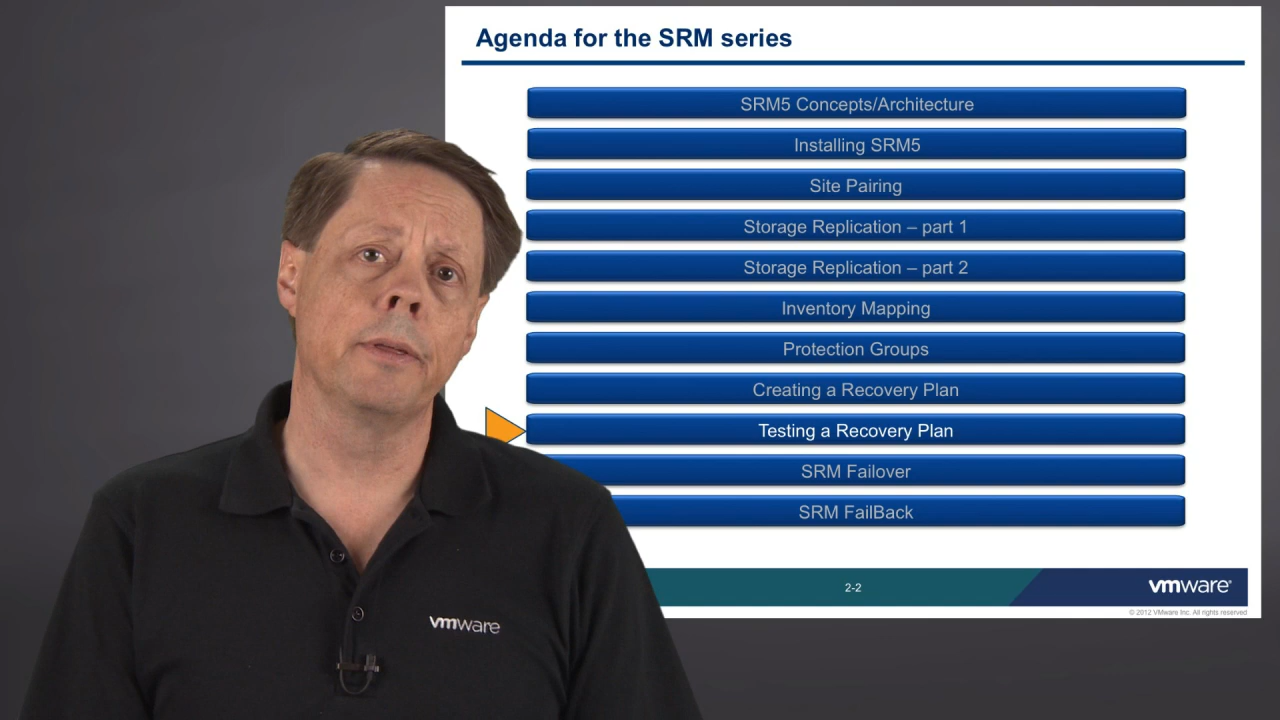 Agenda for the SRM series
SRM5 Concepts/Architecture
Installing SRM5
Site Pairing
Storage Replication – part 1
Storage Replication – part 2
Inventory Mapping
Protection Groups
Creating a Recovery Plan
Testing a Recovery Plan
SRM Failover
SRM FailBack
2-2
vmware®
© 2012 VMware Inc. All rights reserved
vmware